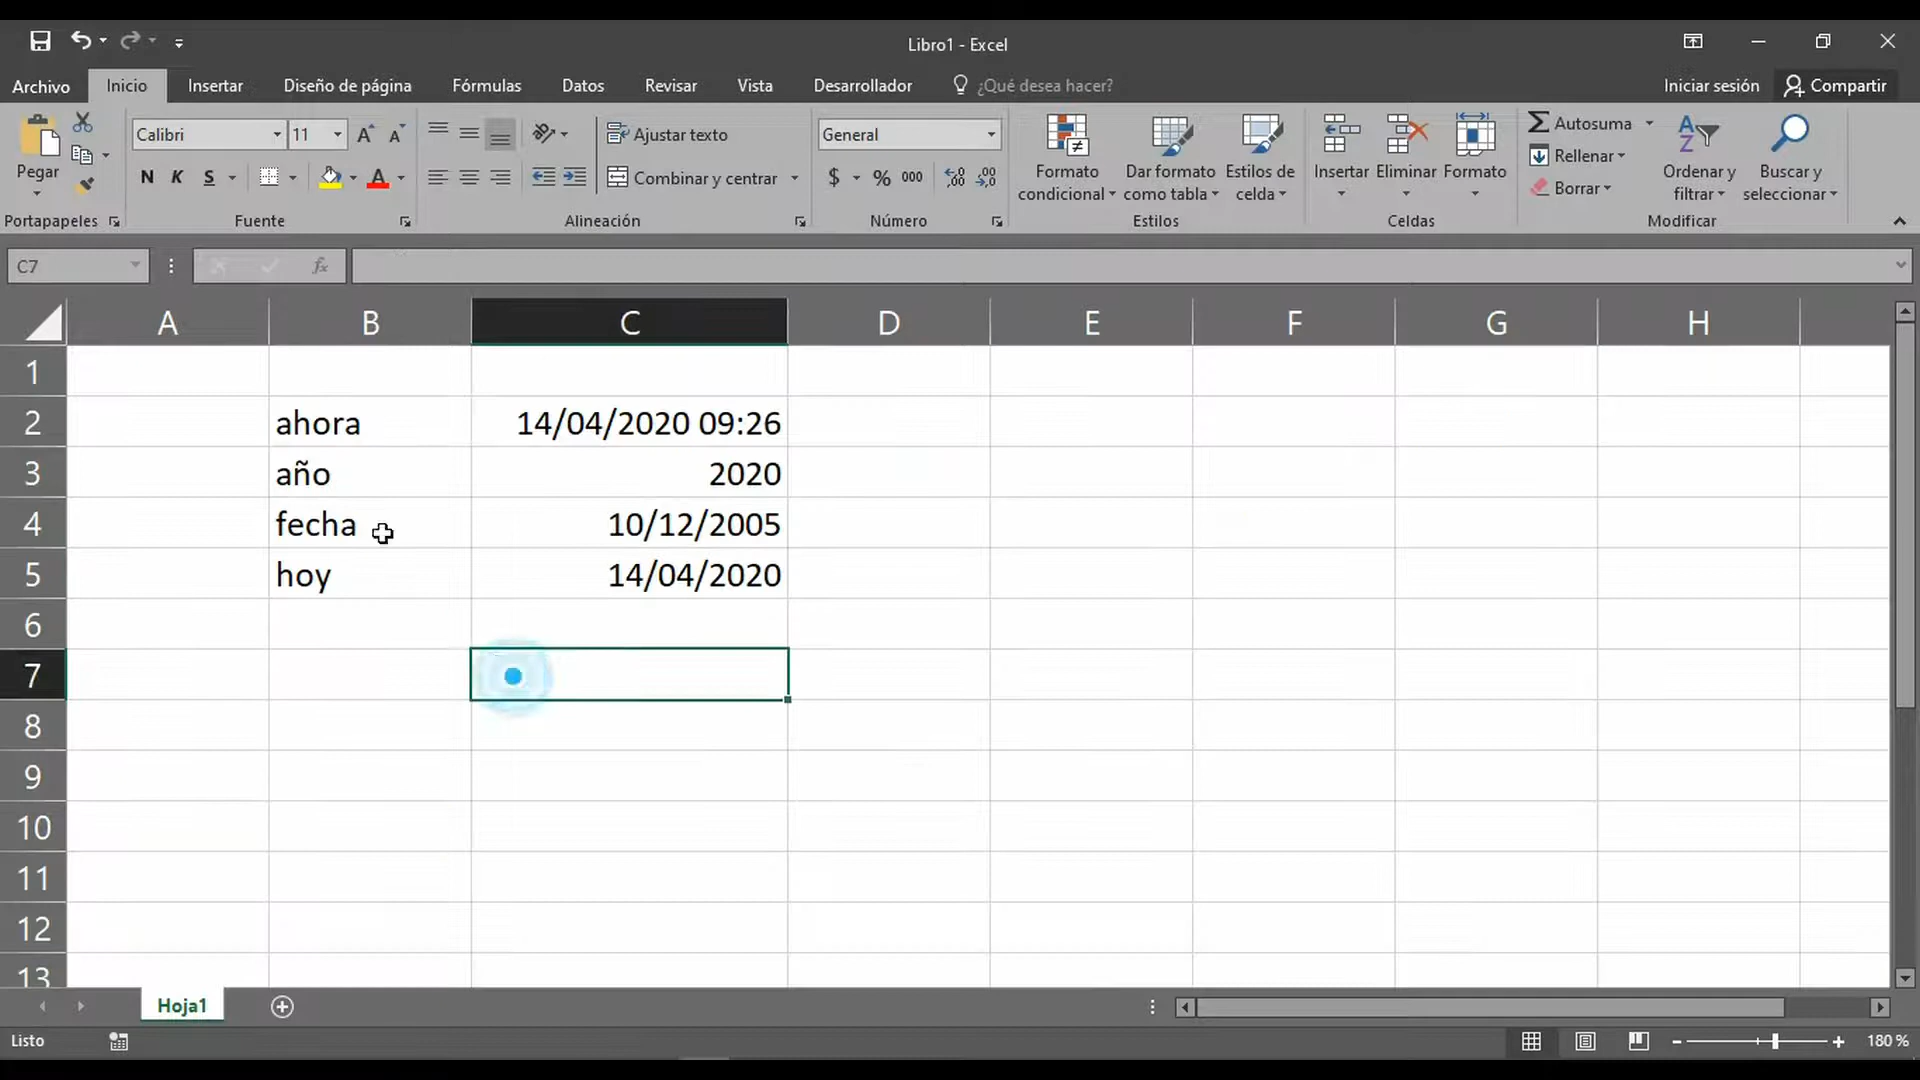 Libro1 - Excel
Archivo Inicio Insertar Diseño de página Fórmulas Datos Revisar Vista Desarrollador ¿Qué desea hacer? Iniciar sesión Compartir
Pegar
Portapapeles
Calibri 11
N K S
Fuente
Ajustar texto
Combinar y centrar
Alineación
General
$ % 000
Número
Formato condicional
Dar formato como tabla
Estilos de celda
Estilos
Insertar Eliminar Formato
Celdas
Autosuma
Rellenar
Borrar
Ordenar y filtrar
Buscar y seleccionar
Modificar
C7 fx
A B C D E F G H
1
2 ahora 14/04/2020 09:26
3 año 2020
4 fecha 10/12/2005
5 hoy 14/04/2020
6
7
8
9
10
11
12
13
Hoja1
Listo 180 %